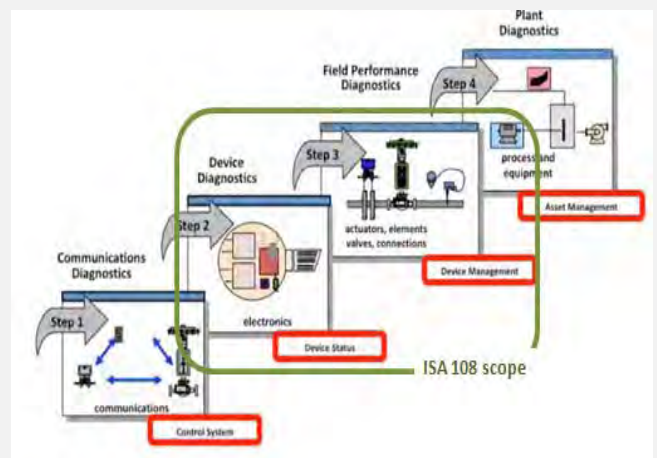 Plant
Diagnostics
Field Performance
Diagnostics
Step 4
process and
equipment
Asset Management
Device
Diagnostics
Step 3
actuators, elements
valves, connections
Device Management
Communications
Diagnostics
Step 2
electronics
Device Status
Step 1
communications
Control System
ISA 108 scope